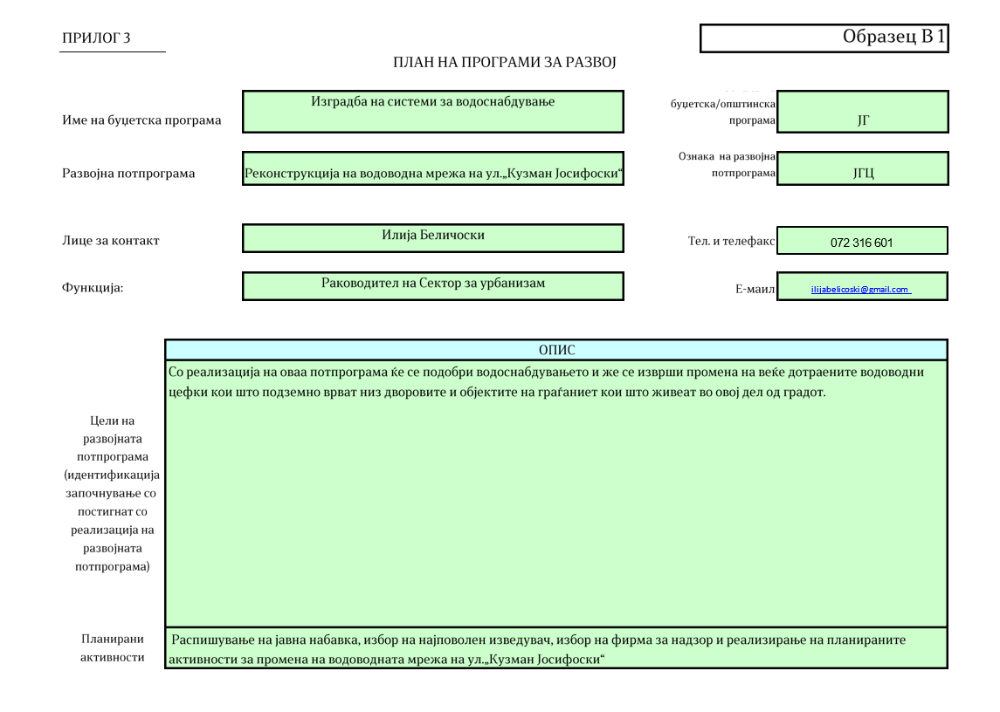 ПРИЛОГ 3
Образец В 1
ПЛАН НА ПРОГРАМИ ЗА РАЗВОЈ
Име на буџетска програма
Изградба на системи за водоснабдување
буџетска/општинска
програма
ЈГ
Развојна потпрограма
Реконструкција на водоводна мрежа на ул.„Кузман Јосифоски“
Ознака на развојна
потпрограма
ЈГЦ
Лице за контакт
Илија Беличоски
Тел. и телефакс
072 316 601
Функција:
Раководител на Сектор за урбанизам
Е-маил
ilijabelicoski@gmail.com
ОПИС
Цели на
развојната
потпрограма
(идентификација
започнување со
постигнат со
реализација на
развојната
потпрограма)
Со реализација на оваа потпрограма ќе се подобри водоснабдувањето и же се изврши промена на веќе дотраените водоводни
цефки кои што подземно врват низ дворовите и објектите на граѓаниет кои што живеат во овој дел од градот.
Планирани
активности
Распишување на јавна набавка, избор на најповолен изведувач, избор на фирма за надзор и реализирање на планираните
активности за промена на водоводната мрежа на ул.„Кузман Јосифоски“